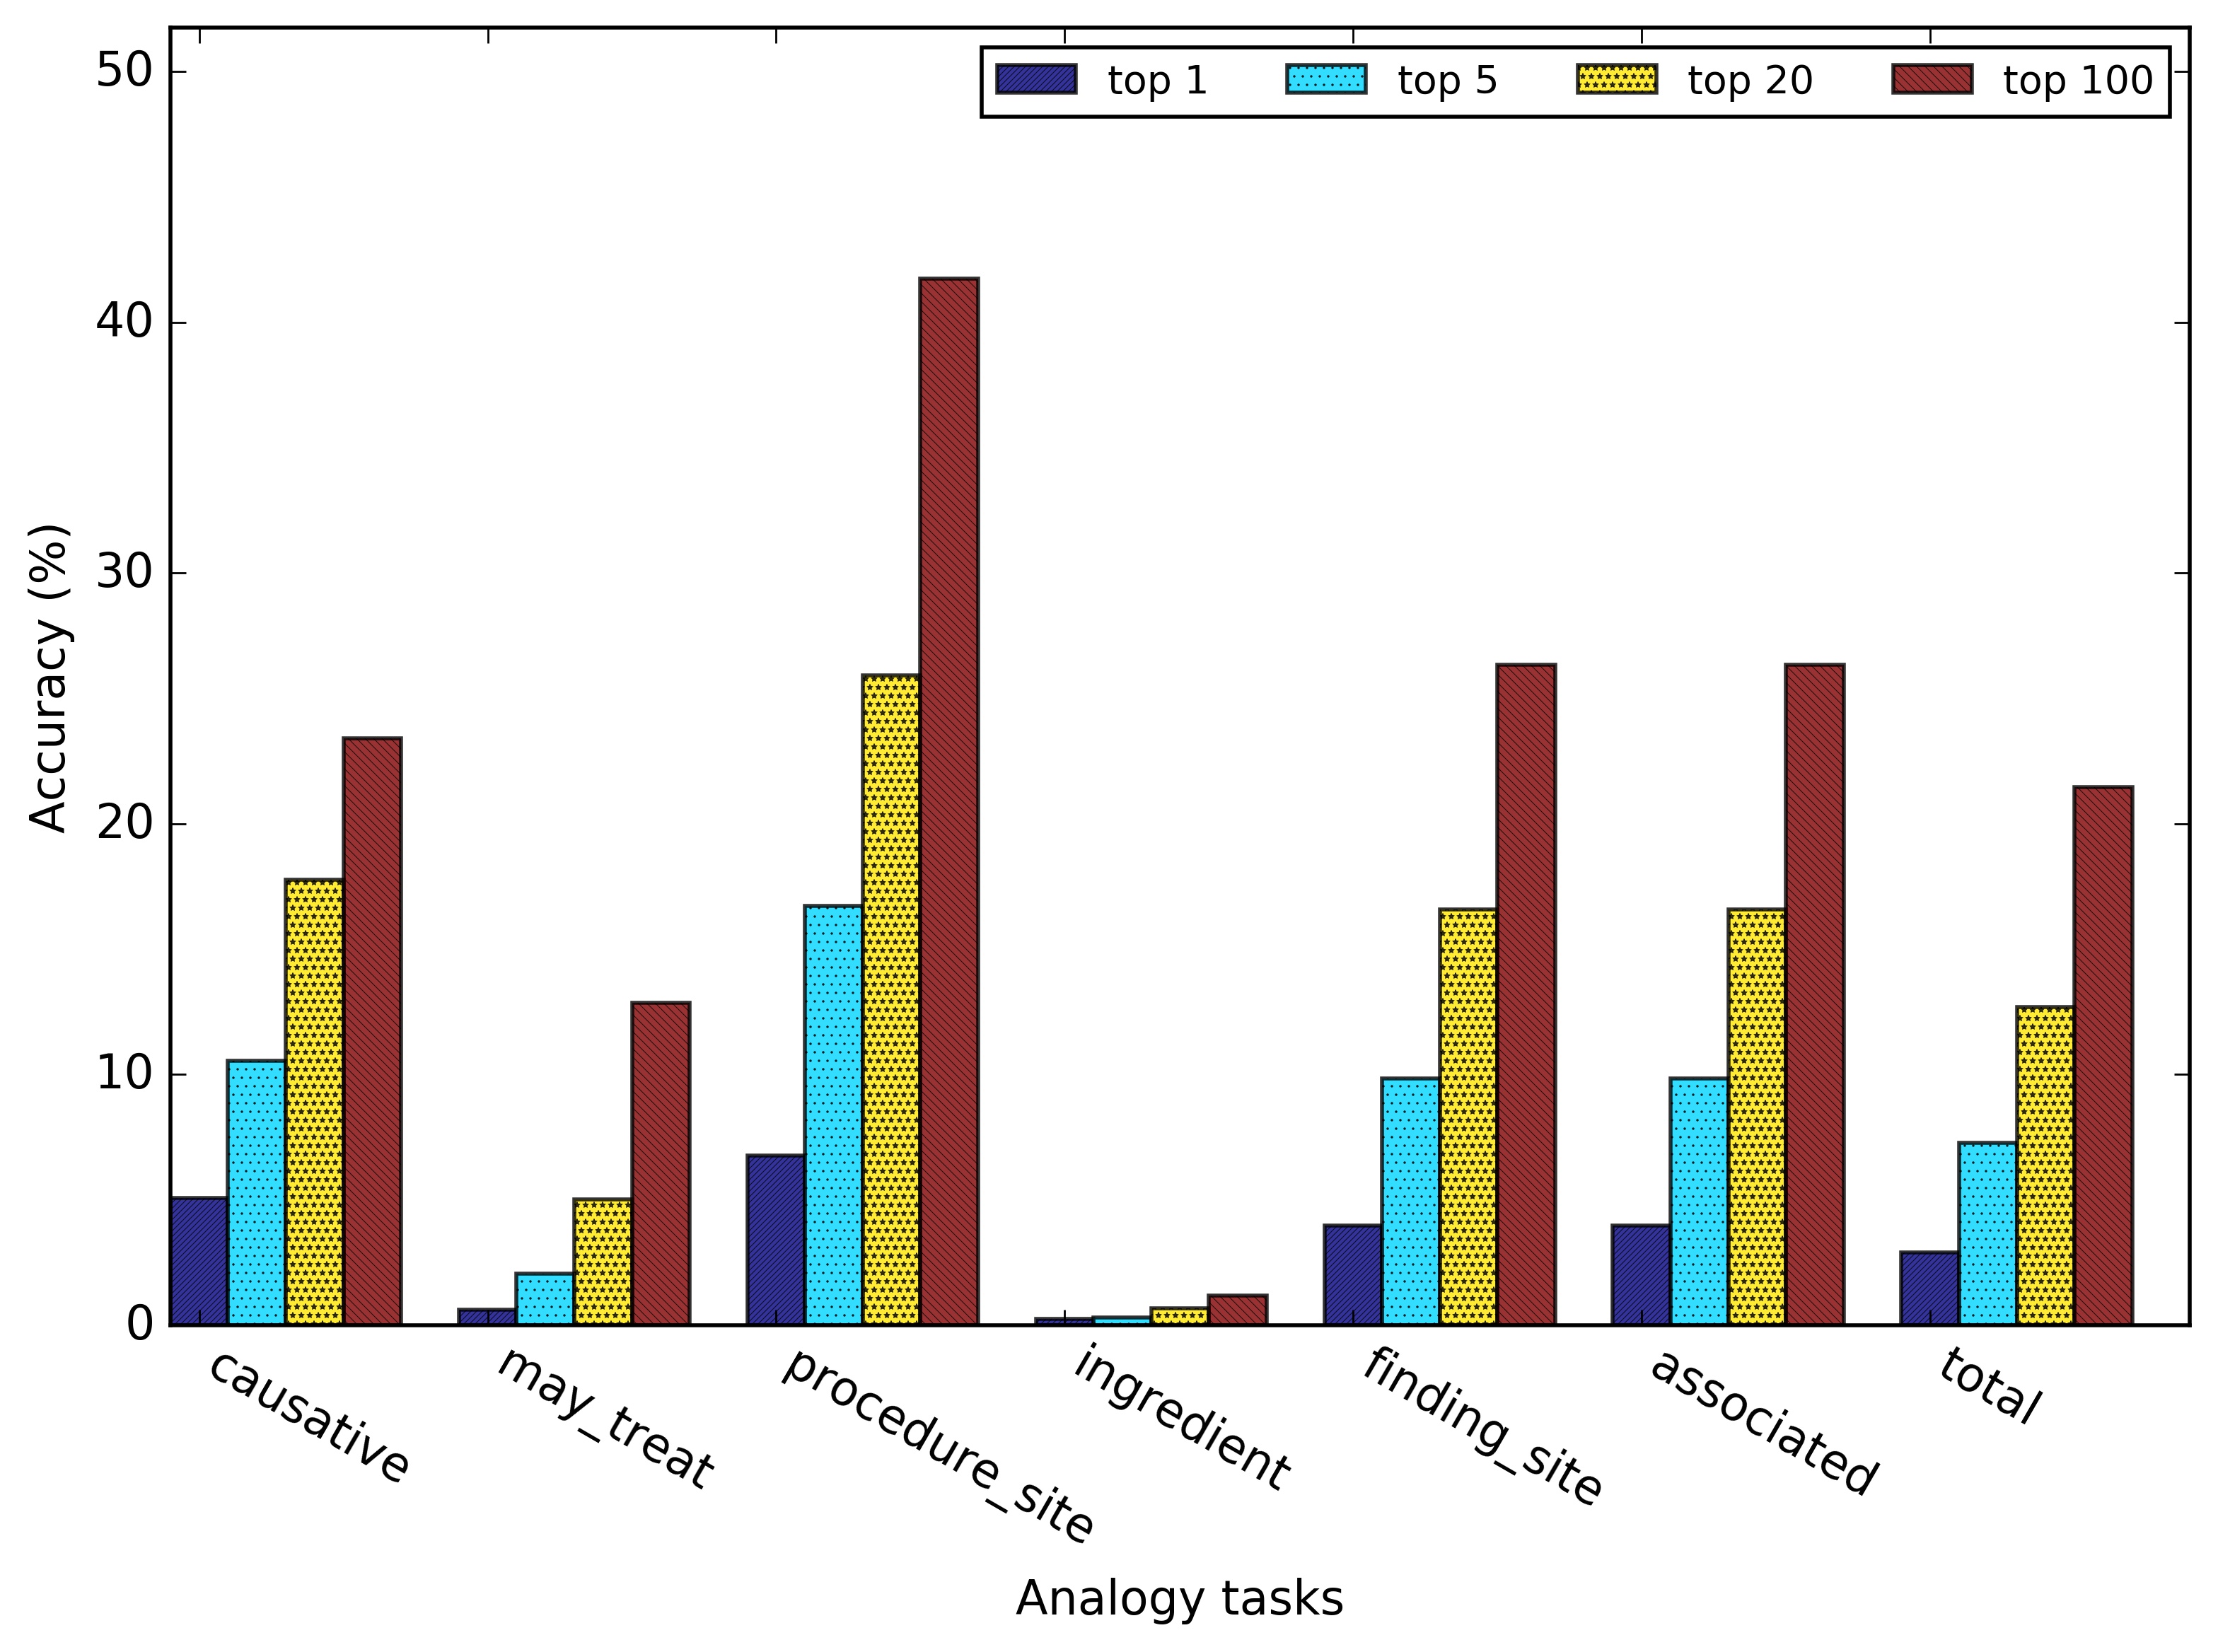 top 1 top 5 top 20 top 100
50
40
30
20
10
0
Accuracy (%)
causative may_treat procedure_site ingredient finding_site associated total
Analogy tasks